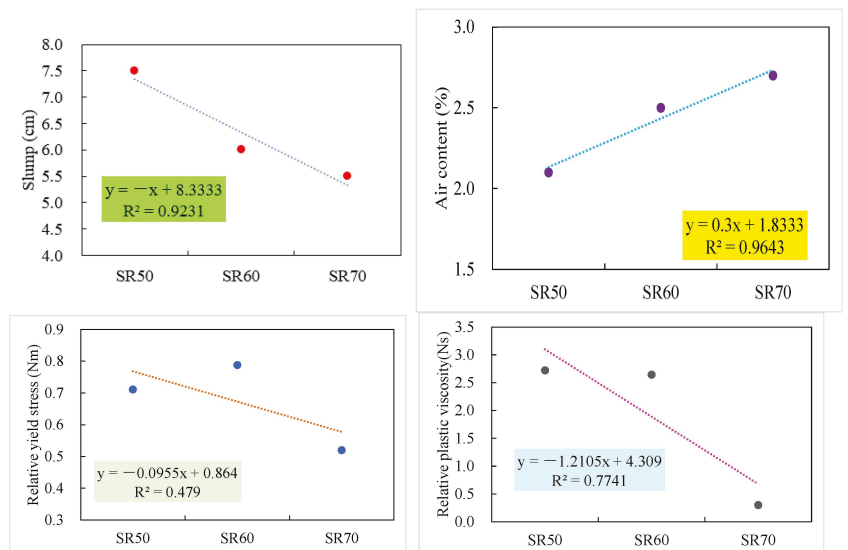 Slump (cm)
8.0
7.5
7.0
6.5
6.0
5.5
5.0
4.5
4.0
y = －x + 8.3333
R² = 0.9231
SR50 SR60 SR70
Air content (%)
3.0
2.5
2.0
1.5
y = 0.3x + 1.8333
R² = 0.9643
SR50 SR60 SR70
Relative yield stress (Nm)
0.9
0.8
0.7
0.6
0.5
0.4
0.3
y = −0.0955x + 0.864
R² = 0.479
SR50 SR60 SR70
Relative plastic viscosity(Ns)
3.5
3.0
2.5
2.0
1.5
1.0
0.5
0.0
y = －1.2105x + 4.309
R² = 0.7741
SR50 SR60 SR70